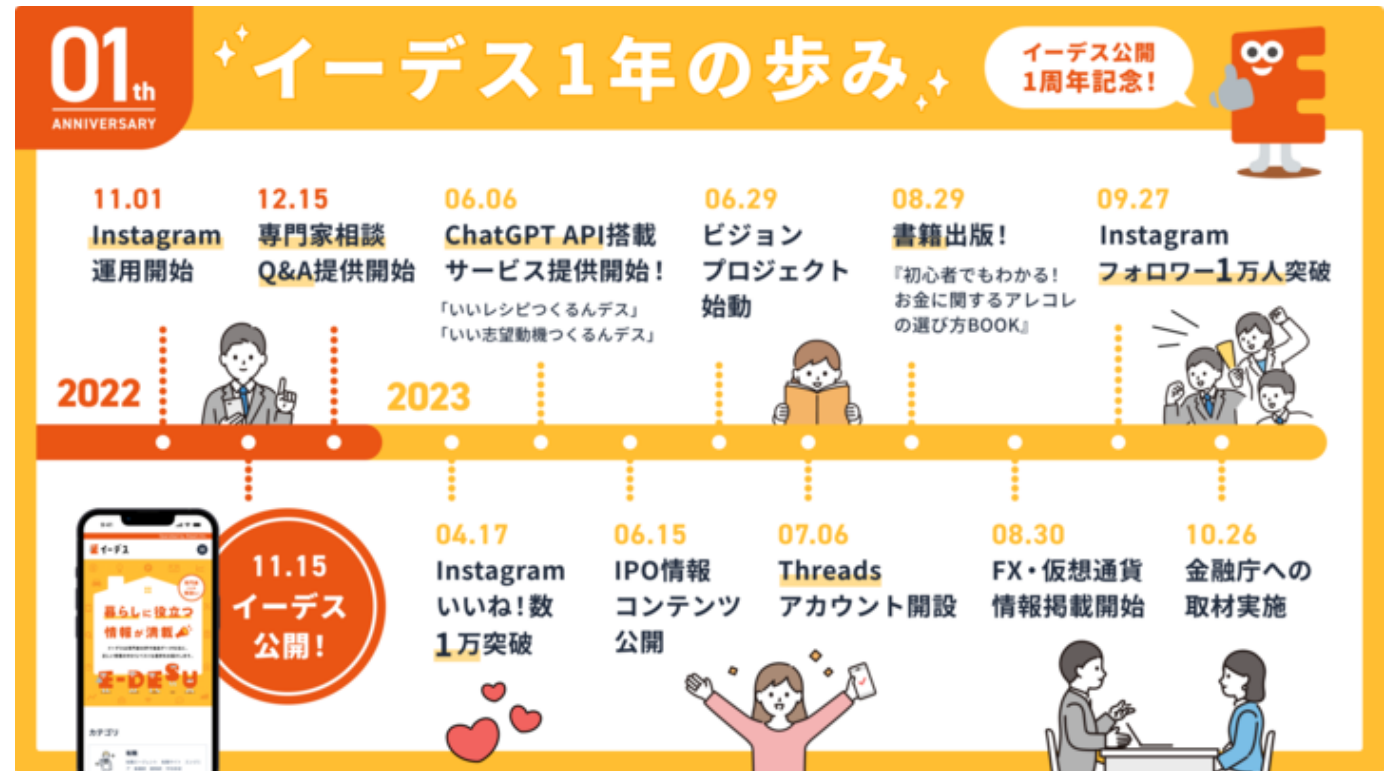 01th
ANNIVERSARY
イーデス1年の歩み
イーデス公開
1周年記念!
11.01
Instagram
運用開始
12.15
専門家相談
Q&A提供開始
06.06
ChatGPT API搭載
サービス提供開始!
「いいレシピつくるんデス」
「いい志望動機つくるんデス」
06.29
ビジョン
プロジェクト
始動
08.29
書籍出版!
『初心者でもわかる!
お金に関するアレコレ
の選び方BOOK』
09.27
Instagram
フォロワー1万人突破
2022
2023
11.15
イーデス
公開!
04.17
Instagram
いいね!数
1万突破
06.15
IPO情報
コンテンツ
公開
07.06
Threads
アカウント開設
08.30
FX・仮想通貨
情報掲載開始
10.26
金融庁への
取材実施
イーデス
暮らしに役立つ
情報が満載
E-DESU
カテゴリ